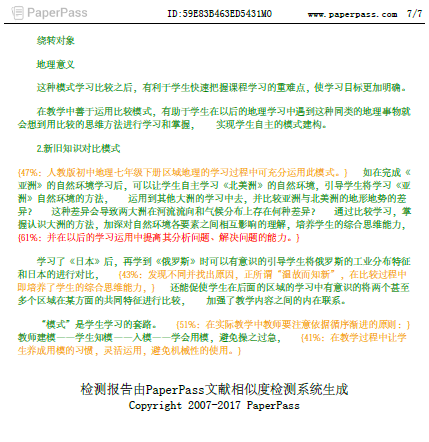 PaperPass ID:59E83B463ED5431M0 www.paperpass.com 7/7
绕转对象
地理意义
这种模式学习比较之后，有利于学生快速把握课程学习的重难点，使学习目标更加明确。
在教学中善于运用比较模式，有助于学生在以后的地理学习中遇到这种同类的地理事物就
会想到用比较的思维方法进行学习和掌握， 实现学生自主的模式建构。
2.新旧知识对比模式
{47%：人教版初中地理七年级下册区域地理的学习过程中可充分运用此模式。} 如在完成《
亚洲》的自然环境学习后，可以让学生自主学习《北美洲》的自然环境，引导学生将学习《亚
洲》自然环境的方法， 运用到其他大洲的学习中去，并比较亚洲与北美洲的地形地势的差
异？ 这种差异会导致两大洲在河流流向和气候分布上存在何种差异？ 通过比较学习，掌
握认识大洲的方法，加深对自然环境各要素之间相互影响的理解，培养学生的综合思维能力，
{61%：并在以后的学习运用中提高其分析问题、解决问题的能力。}
学习了《日本》后，再学到《俄罗斯》时可以有意识的引导学生将俄罗斯的工业分布特征
和日本的进行对比， {43%：发现不同并找出原因，正所谓“温故而知新”，在比较过程中
即培养了学生的综合思维能力，} 还能促使学生在后面的区域的学习中有意识的将两个甚至
多个区域在某方面的共同特征进行比较， 加强了教学内容之间的内在联系。
“模式”是学生学习的套路。 {51%：在实际教学中教师要注意依据循序渐进的原则：}
教师建模——学生知模——入模——学会用模，避免操之过急， {41%：在教学过程中让学
生养成用模的习惯，灵活运用，避免机械性的使用。}
检测报告由PaperPass文献相似度检测系统生成
Copyright 2007-2017 PaperPass